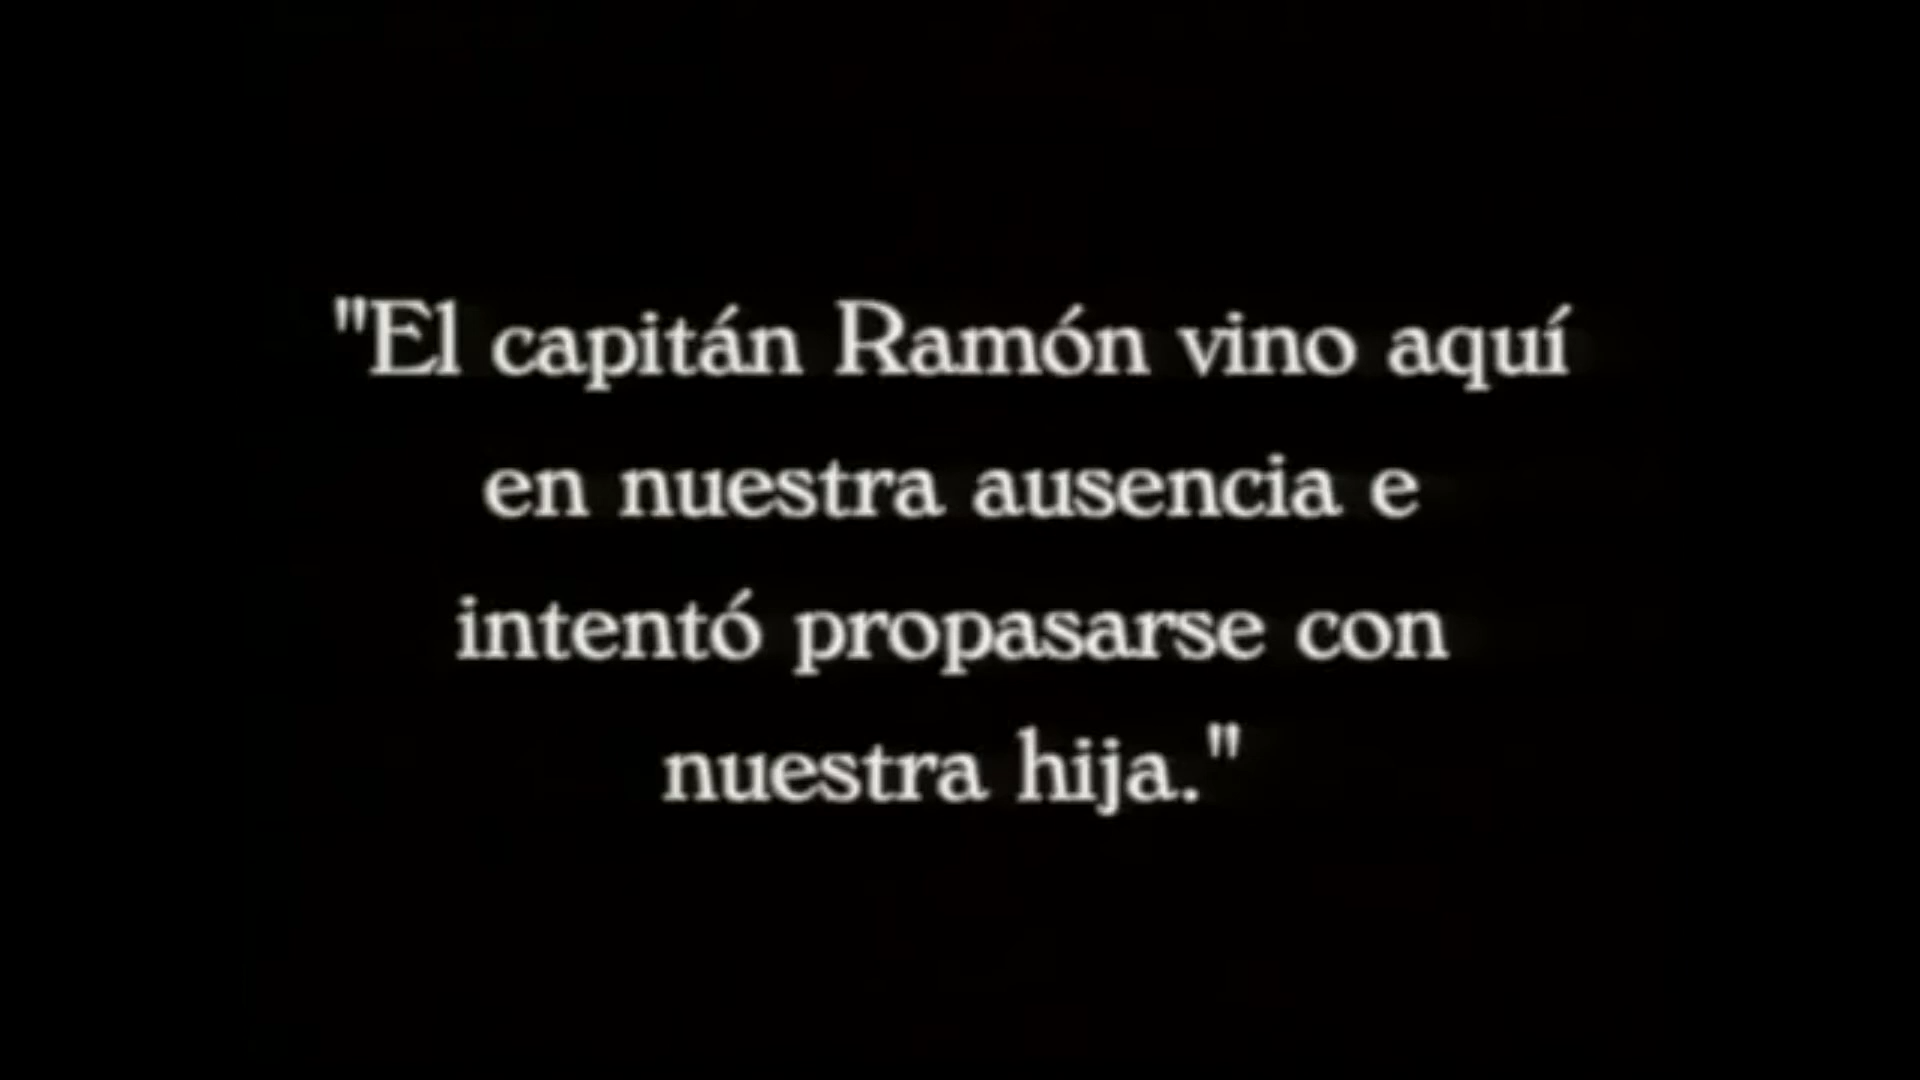 "El capitán Ramón vino aquí
en nuestra ausencia e
intentó propasarse con
nuestra hija."